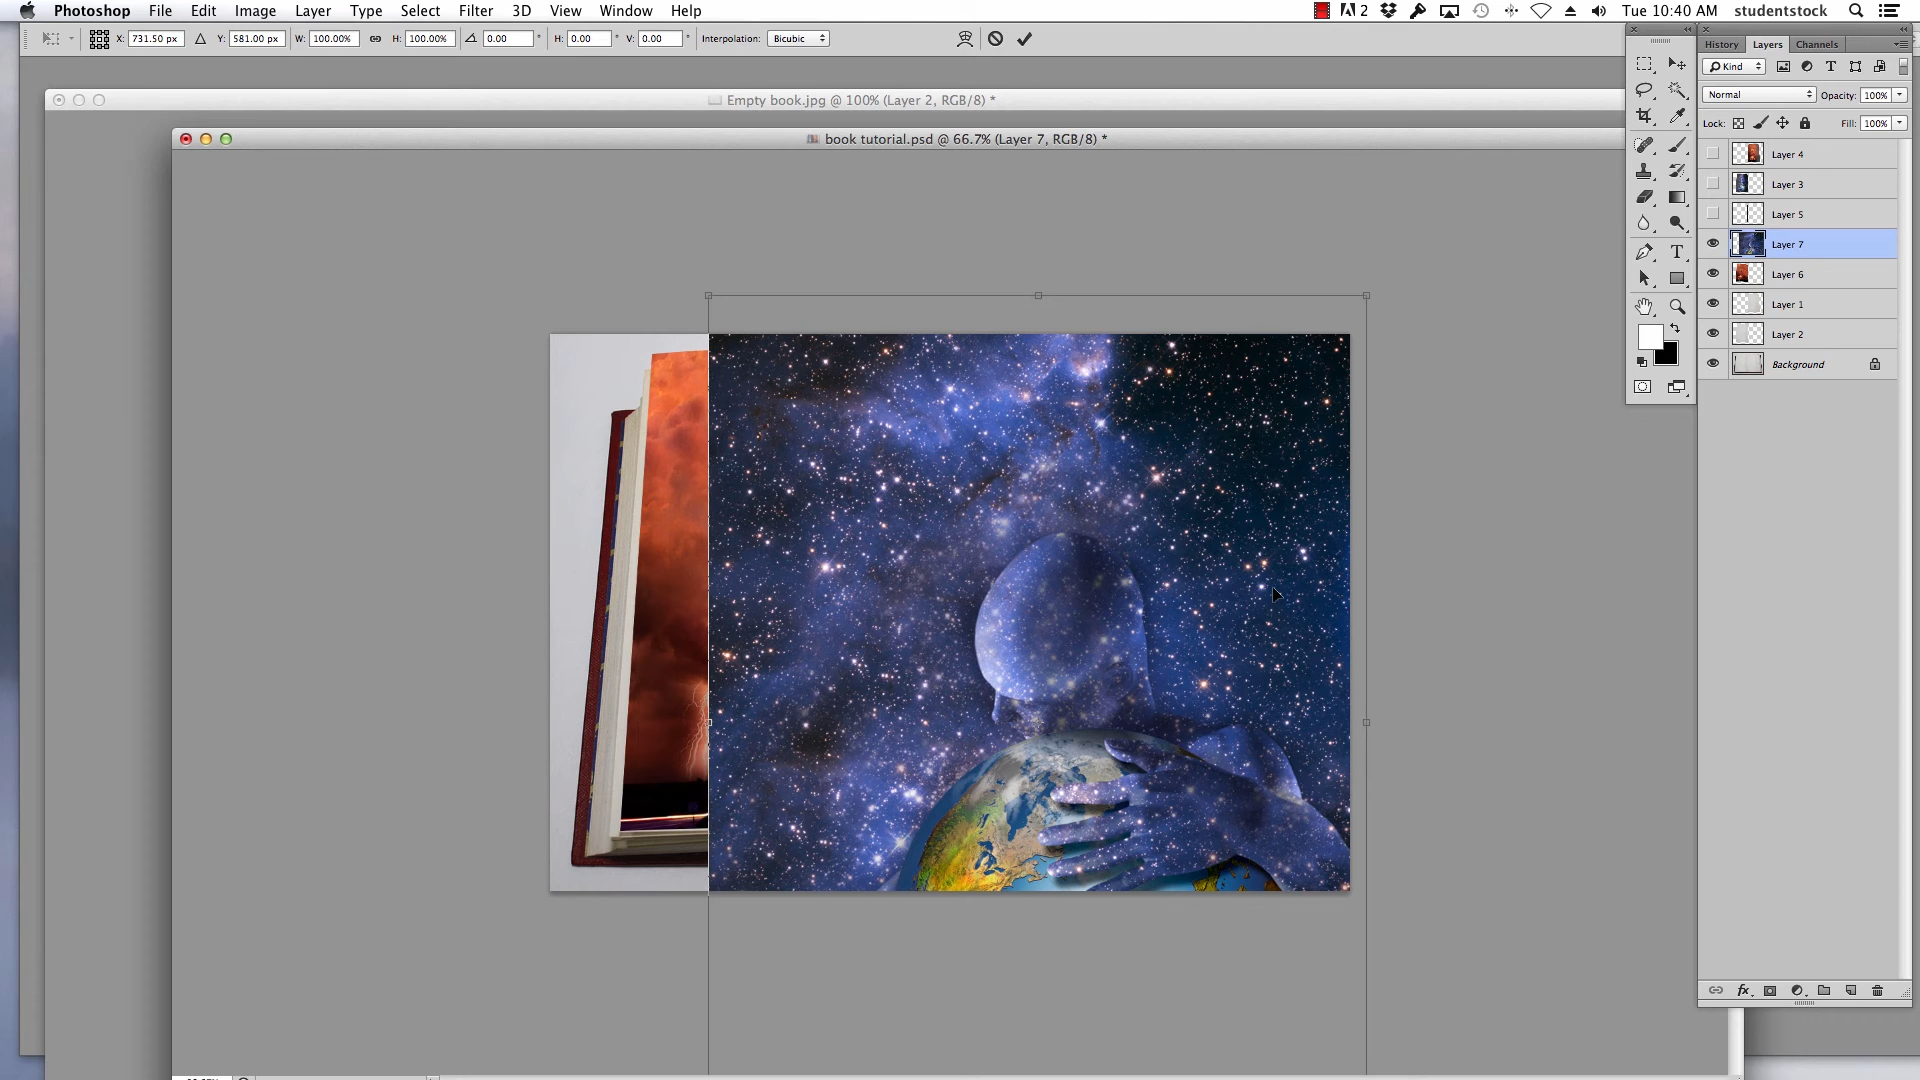 Photoshop File Edit Image Layer Type Select Filter 3D View Window Help 2 Tue 10:40 AM studentstock
X: 731.50 px Y: 581.00 px W: 100.00% H: 100.00% 0.00 ° H: 0.00 ° V: 0.00 ° Interpolation: Bicubic
History Layers Channels
Kind
Normal Opacity: 100%
Lock: Fill: 100%
Empty book.jpg @ 100% (Layer 2, RGB/8) *
book tutorial.psd @ 66.7% (Layer 7, RGB/8) *
Layer 4
Layer 3
Layer 5
Layer 7
Layer 6
Layer 1
Layer 2
Background
fx